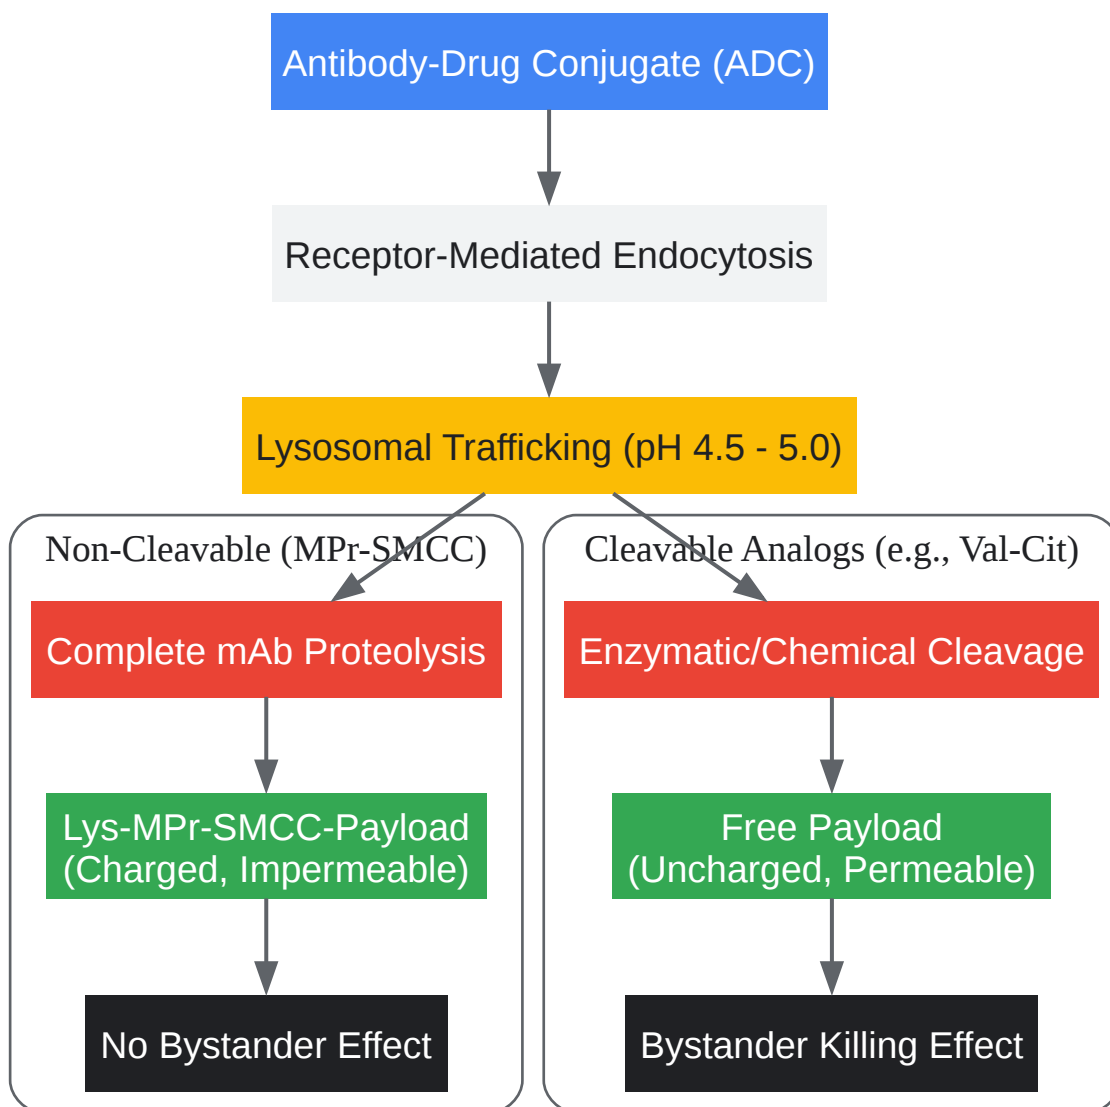 Antibody-Drug Conjugate (ADC)
Receptor-Mediated Endocytosis
Lysosomal Trafficking (pH 4.5 - 5.0)
Non-Cleavable (MPr-SMCC)
Complete mAb Proteolysis
Lys-MPr-SMCC-Payload
(Charged, Impermeable)
No Bystander Effect
Cleavable Analogs (e.g., Val-Cit)
Enzymatic/Chemical Cleavage
Free Payload
(Uncharged, Permeable)
Bystander Killing Effect